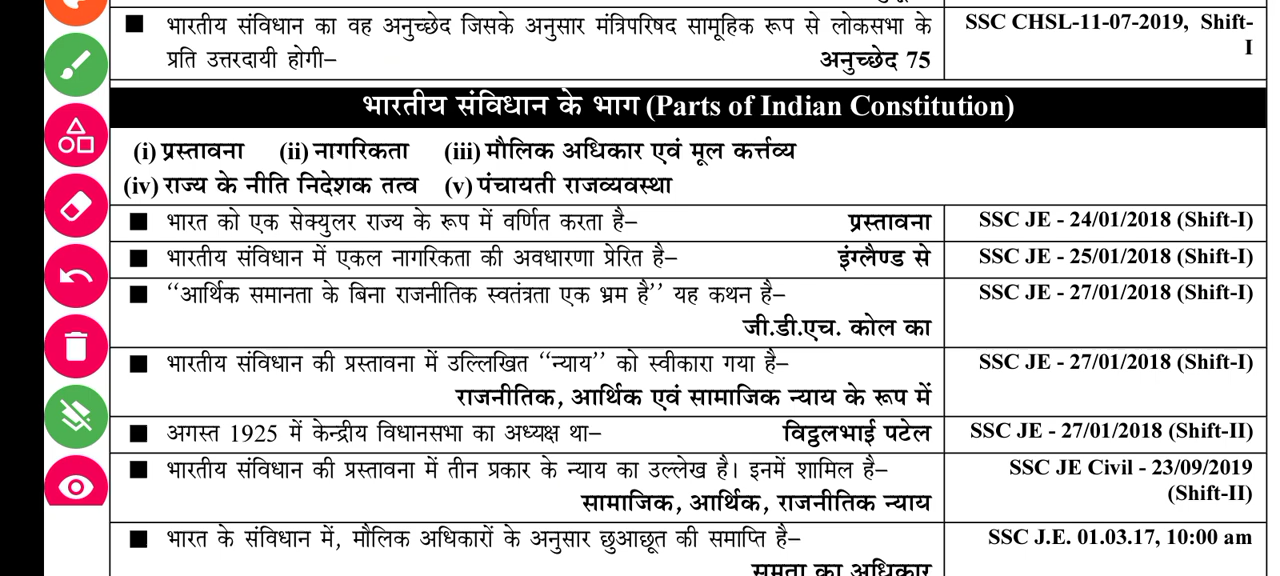 भारतीय संविधान का वह अनुच्छेद जिसके अनुसार मंत्रिपरिषद सामूहिक रूप से लोकसभा के
प्रति उत्तरदायी होगी– अनुच्छेद 75
SSC CHSL-11-07-2019, Shift-
I
भारतीय संविधान के भाग (Parts of Indian Constitution)
(i) प्रस्तावना (ii) नागरिकता (iii) मौलिक अधिकार एवं मूल कर्त्तव्य
(iv) राज्य के नीति निदेशक तत्व (v) पंचायती राजव्यवस्था
भारत को एक सेक्युलर राज्य के रूप में वर्णित करता है– प्रस्तावना
SSC JE - 24/01/2018 (Shift-I)
भारतीय संविधान में एकल नागरिकता की अवधारणा प्रेरित है– इंग्लैण्ड से
SSC JE - 25/01/2018 (Shift-I)
‘‘आर्थिक समानता के बिना राजनीतिक स्वतंत्रता एक भ्रम है’’ यह कथन है–
जी.डी.एच. कोल का
SSC JE - 27/01/2018 (Shift-I)
भारतीय संविधान की प्रस्तावना में उल्लिखित ‘‘न्याय’’ को स्वीकारा गया है–
राजनीतिक, आर्थिक एवं सामाजिक न्याय के रूप में
SSC JE - 27/01/2018 (Shift-I)
अगस्त 1925 में केन्द्रीय विधानसभा का अध्यक्ष था– विट्ठलभाई पटेल
SSC JE - 27/01/2018 (Shift-II)
भारतीय संविधान की प्रस्तावना में तीन प्रकार के न्याय का उल्लेख है। इनमें शामिल है–
सामाजिक, आर्थिक, राजनीतिक न्याय
SSC JE Civil - 23/09/2019
(Shift-II)
भारत के संविधान में, मौलिक अधिकारों के अनुसार छुआछूत की समाप्ति है–
समता का अधिकार
SSC J.E. 01.03.17, 10:00 am